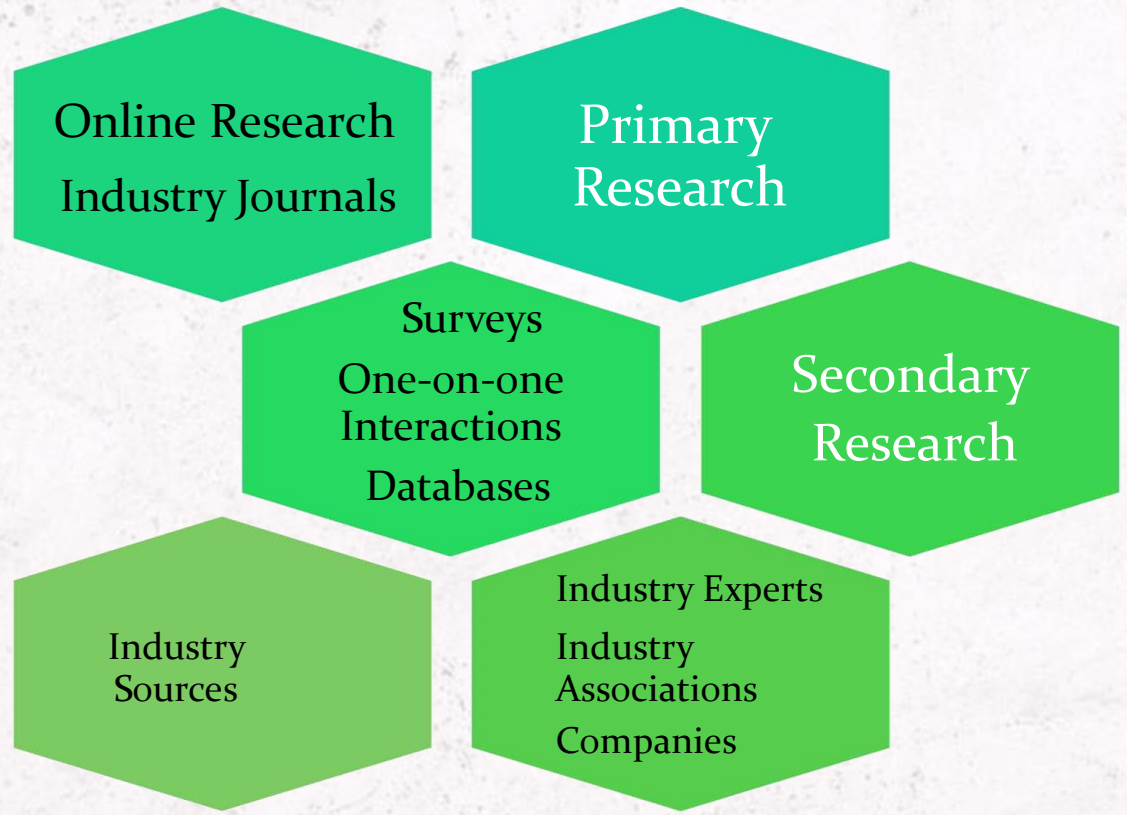 Online Research
Industry Journals
Primary
Research
Surveys
One-on-one
Interactions
Databases
Secondary
Research
Industry
Sources
Industry Experts
Industry
Associations
Companies